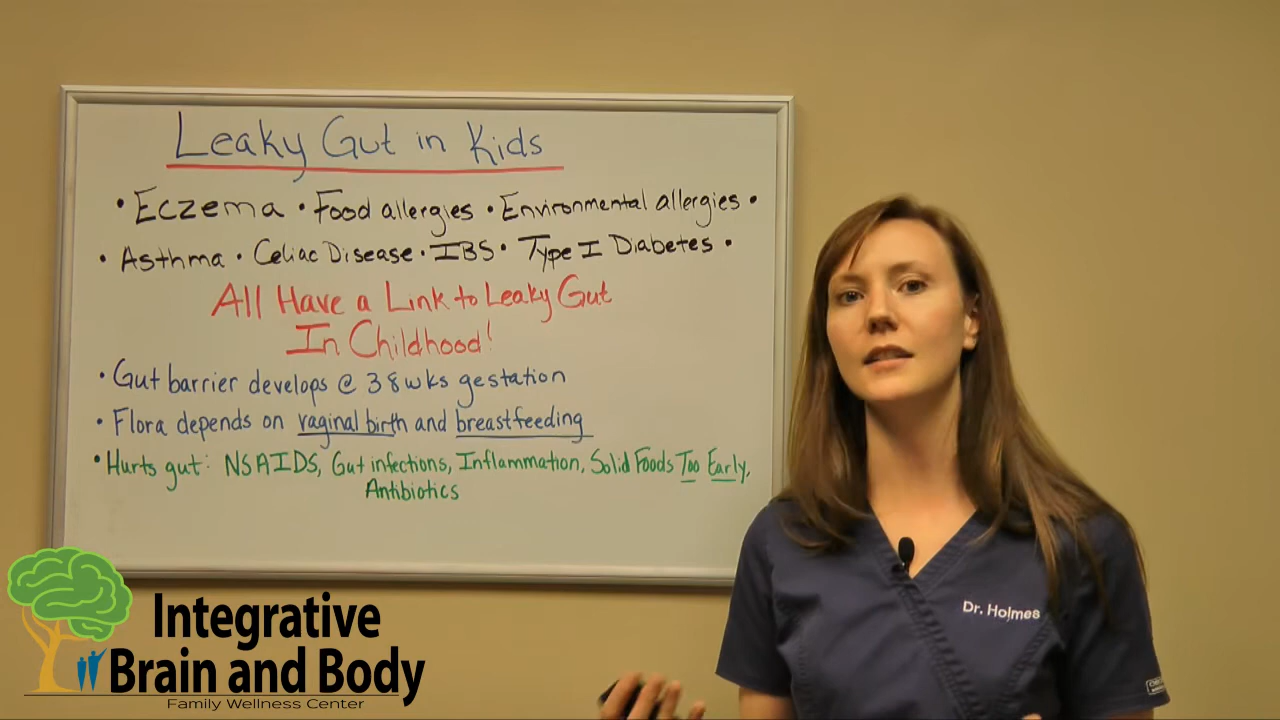 Leaky Gut in Kids
• Eczema • Food allergies • Environmental allergies •
• Asthma • Celiac Disease • IBS • Type I Diabetes •
All Have a Link to Leaky Gut
In Childhood!
• Gut barrier develops @ 38wks gestation
• Flora depends on vaginal birth and breastfeeding
• Hurts gut: NSAIDS, Gut infections, Inflammation, Solid Foods Too Early,
Antibiotics
Dr. Holmes
Integrative
Brain and Body
Family Wellness Center